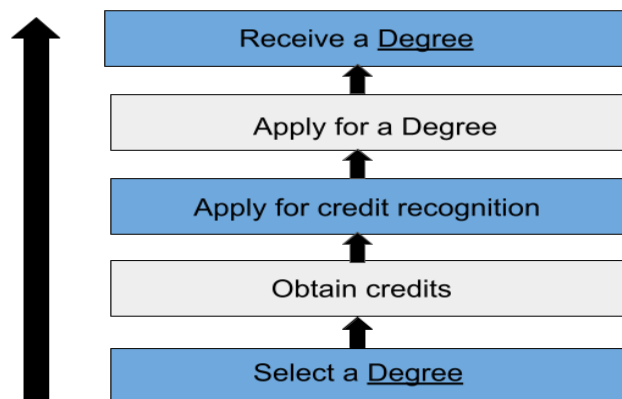 Receive a Degree
Apply for a Degree
Apply for credit recognition
Obtain credits
Select a Degree